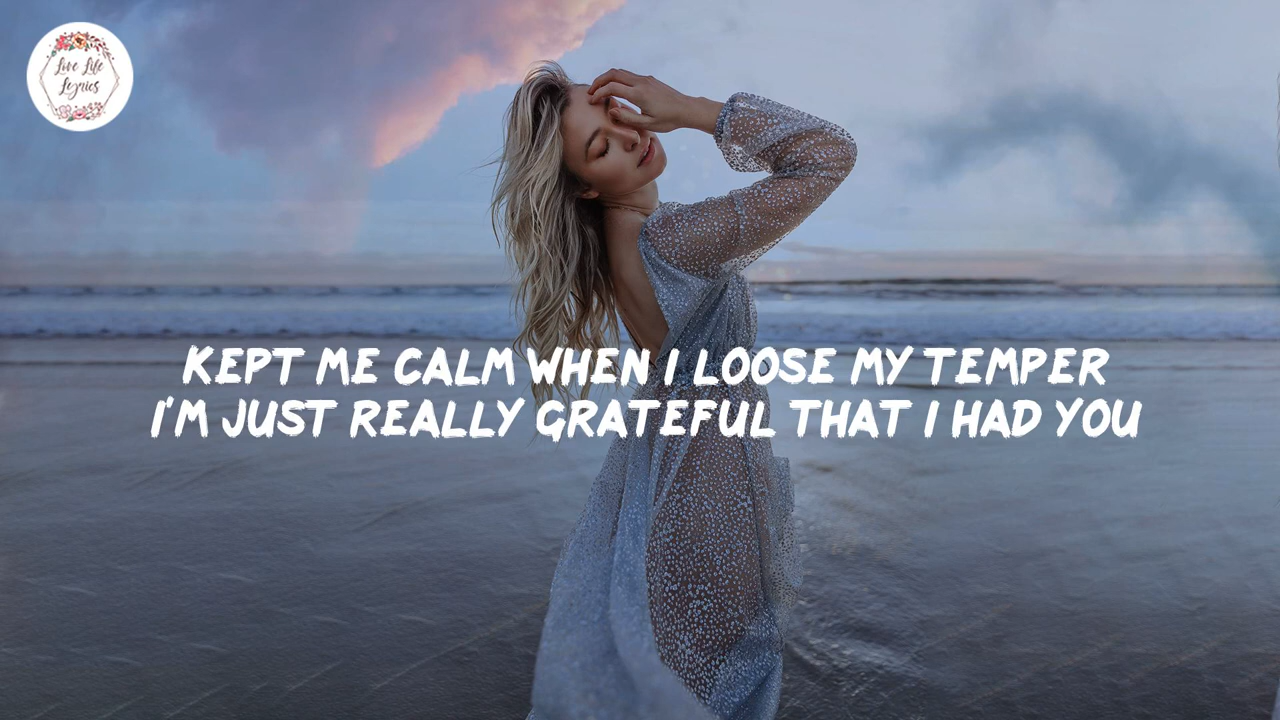 Love Life
Lyrics
KEPT ME CALM WHEN I LOOSE MY TEMPER
I'M JUST REALLY GRATEFUL THAT I HAD YOU